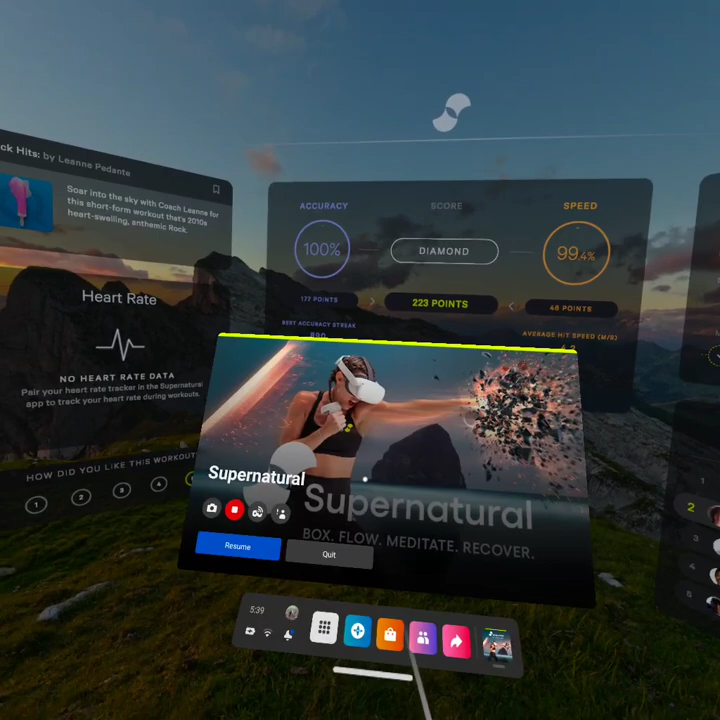 ck Hits: by Leanne Pedante
Soar into the sky with Coach Leanne for
this short-form workout that's 2010s
heart-swelling, anthemic Rock.
Heart Rate
NO HEART RATE DATA
Pair your heart rate tracker in the Supernatural
app to track your heart rate during workouts.
HOW DID YOU LIKE THIS WORKOUT
1 2 3 4
ACCURACY
SCORE
SPEED
100%
DIAMOND
99.4%
177 POINTS
223 POINTS
46 POINTS
BEST ACCURACY STREAK
AVERAGE HIT SPEED (M/S)
Supernatural
Supernatural
BOX. FLOW. MEDITATE. RECOVER.
Resume
Quit
5:39
1
2
3
4
5